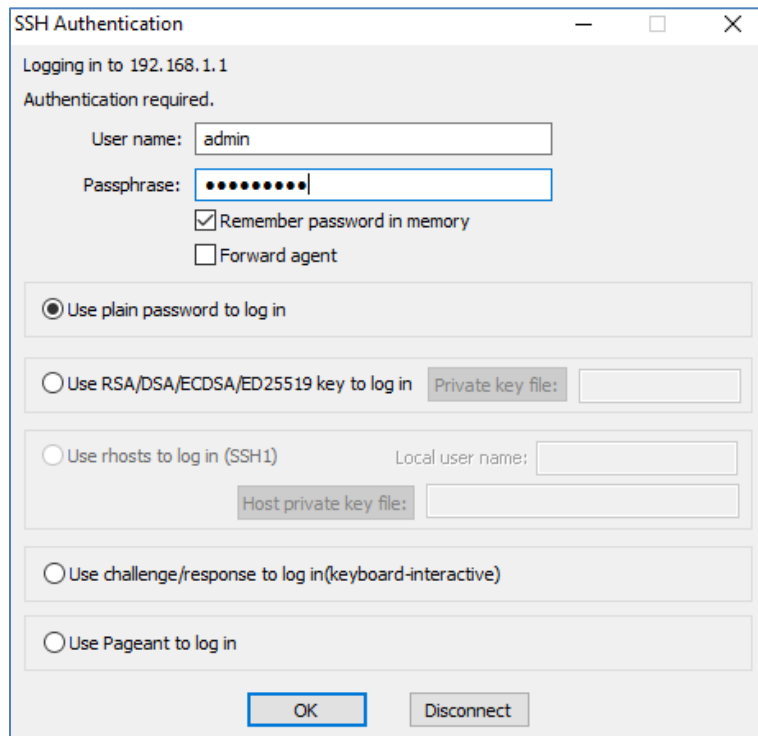 SSH Authentication
Logging in to 192.168.1.1
Authentication required.
User name: admin
Passphrase: ●●●●●●●●●
Remember password in memory
Forward agent
Use plain password to log in
Use RSA/DSA/ECDSA/ED25519 key to log in Private key file:
Use rhosts to log in (SSH1) Local user name:
Host private key file:
Use challenge/response to log in(keyboard-interactive)
Use Pageant to log in
OK Disconnect